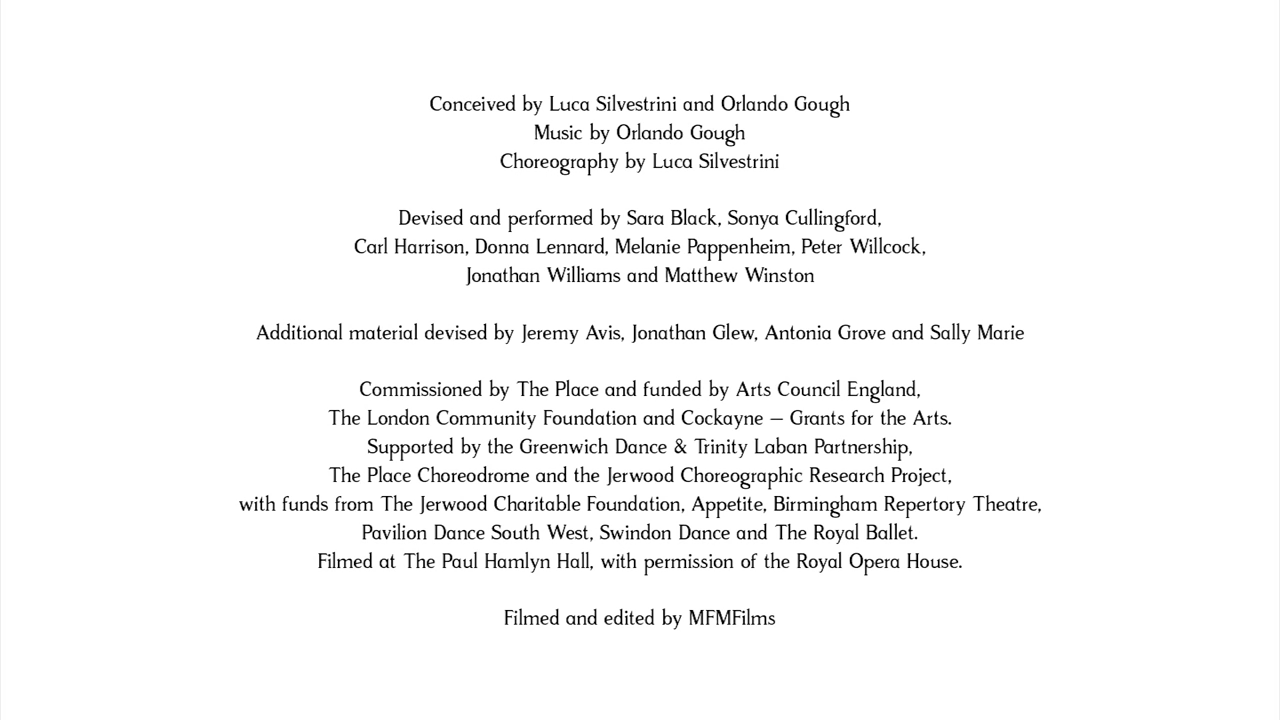 Conceived by Luca Silvestrini and Orlando Gough
Music by Orlando Gough
Choreography by Luca Silvestrini
Devised and performed by Sara Black, Sonya Cullingford,
Carl Harrison, Donna Lennard, Melanie Pappenheim, Peter Willcock,
Jonathan Williams and Matthew Winston
Additional material devised by Jeremy Avis, Jonathan Glew, Antonia Grove and Sally Marie
Commissioned by The Place and funded by Arts Council England,
The London Community Foundation and Cockayne – Grants for the Arts.
Supported by the Greenwich Dance & Trinity Laban Partnership,
The Place Choreodrome and the Jerwood Choreographic Research Project,
with funds from The Jerwood Charitable Foundation, Appetite, Birmingham Repertory Theatre,
Pavilion Dance South West, Swindon Dance and The Royal Ballet.
Filmed at The Paul Hamlyn Hall, with permission of the Royal Opera House.
Filmed and edited by MFMFilms